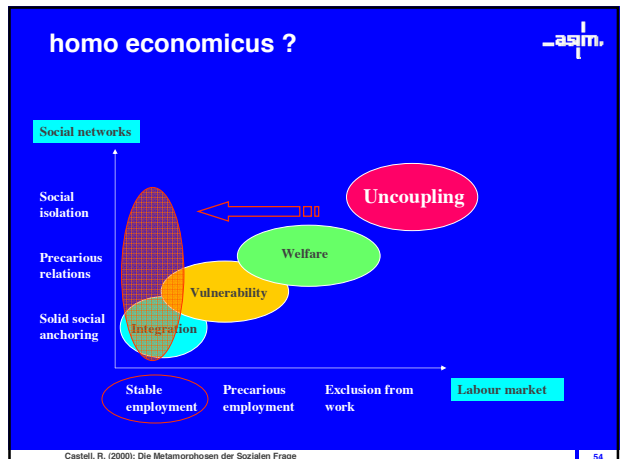 homo economicus ?
asim,
Social networks
Social
isolation
Uncoupling
Precarious
relations
Welfare
Vulnerability
Solid social
anchoring
Integration
Stable
employment
Precarious
employment
Exclusion from
work
Labour market
Castell, R. (2000): Die Metamorphosen der Sozialen Frage
54